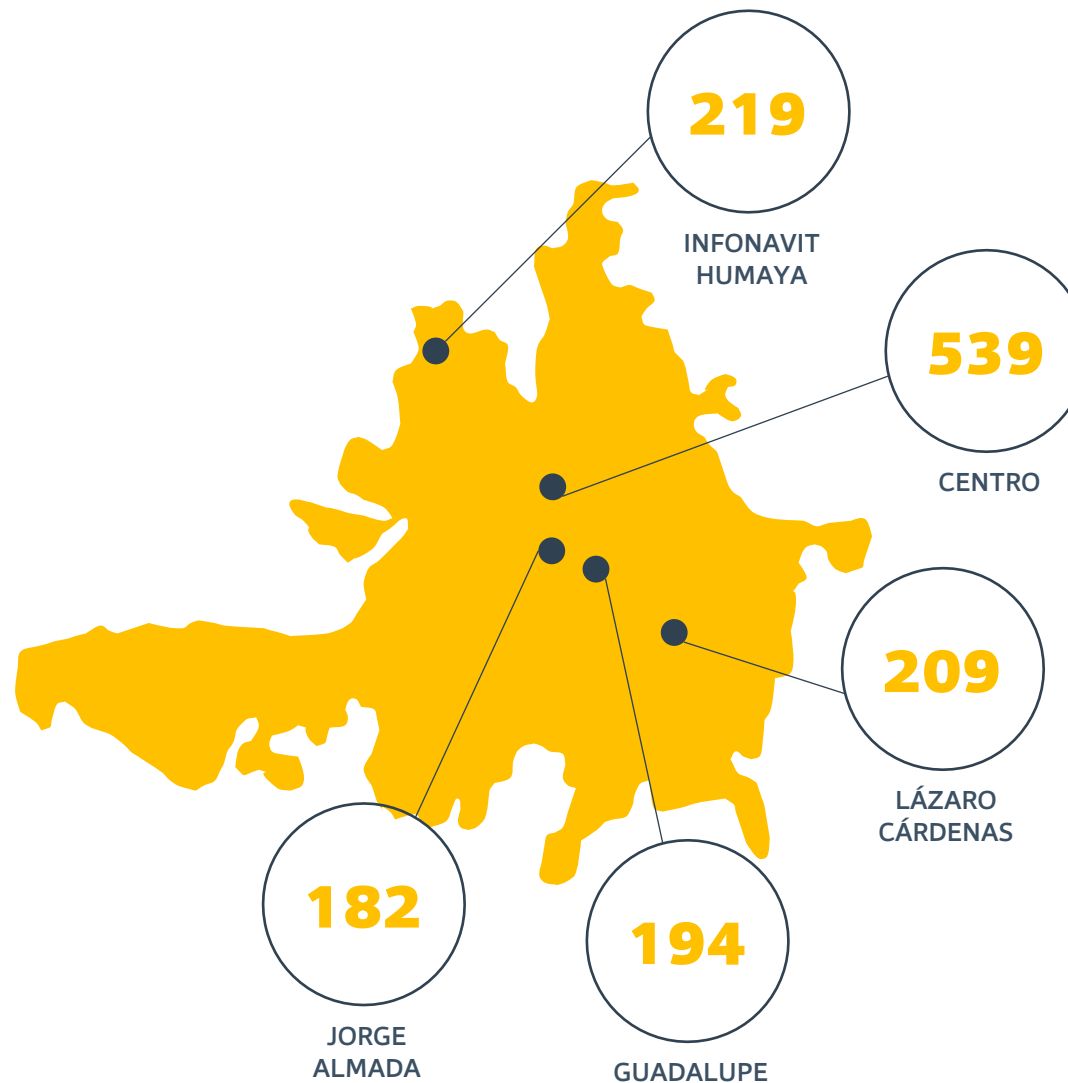 219
INFONAVIT
HUMAYA
539
CENTRO
209
LÁZARO
CÁRDENAS
182
JORGE
ALMADA
194
GUADALUPE